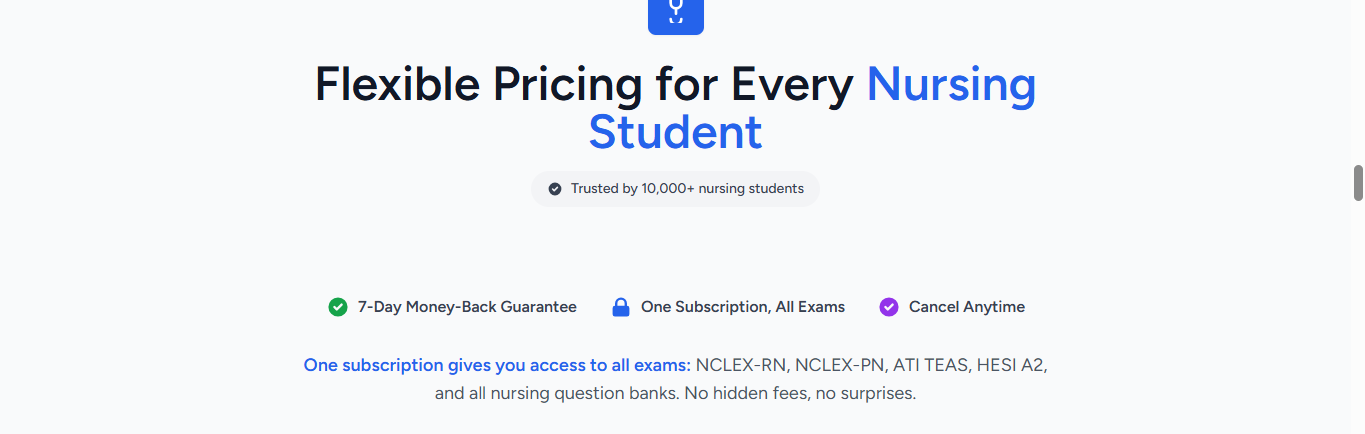 Flexible Pricing for Every Nursing
Student
Trusted by 10,000+ nursing students
7-Day Money-Back Guarantee
One Subscription, All Exams
Cancel Anytime
One subscription gives you access to all exams: NCLEX-RN, NCLEX-PN, ATI TEAS, HESI A2,
and all nursing question banks. No hidden fees, no surprises.